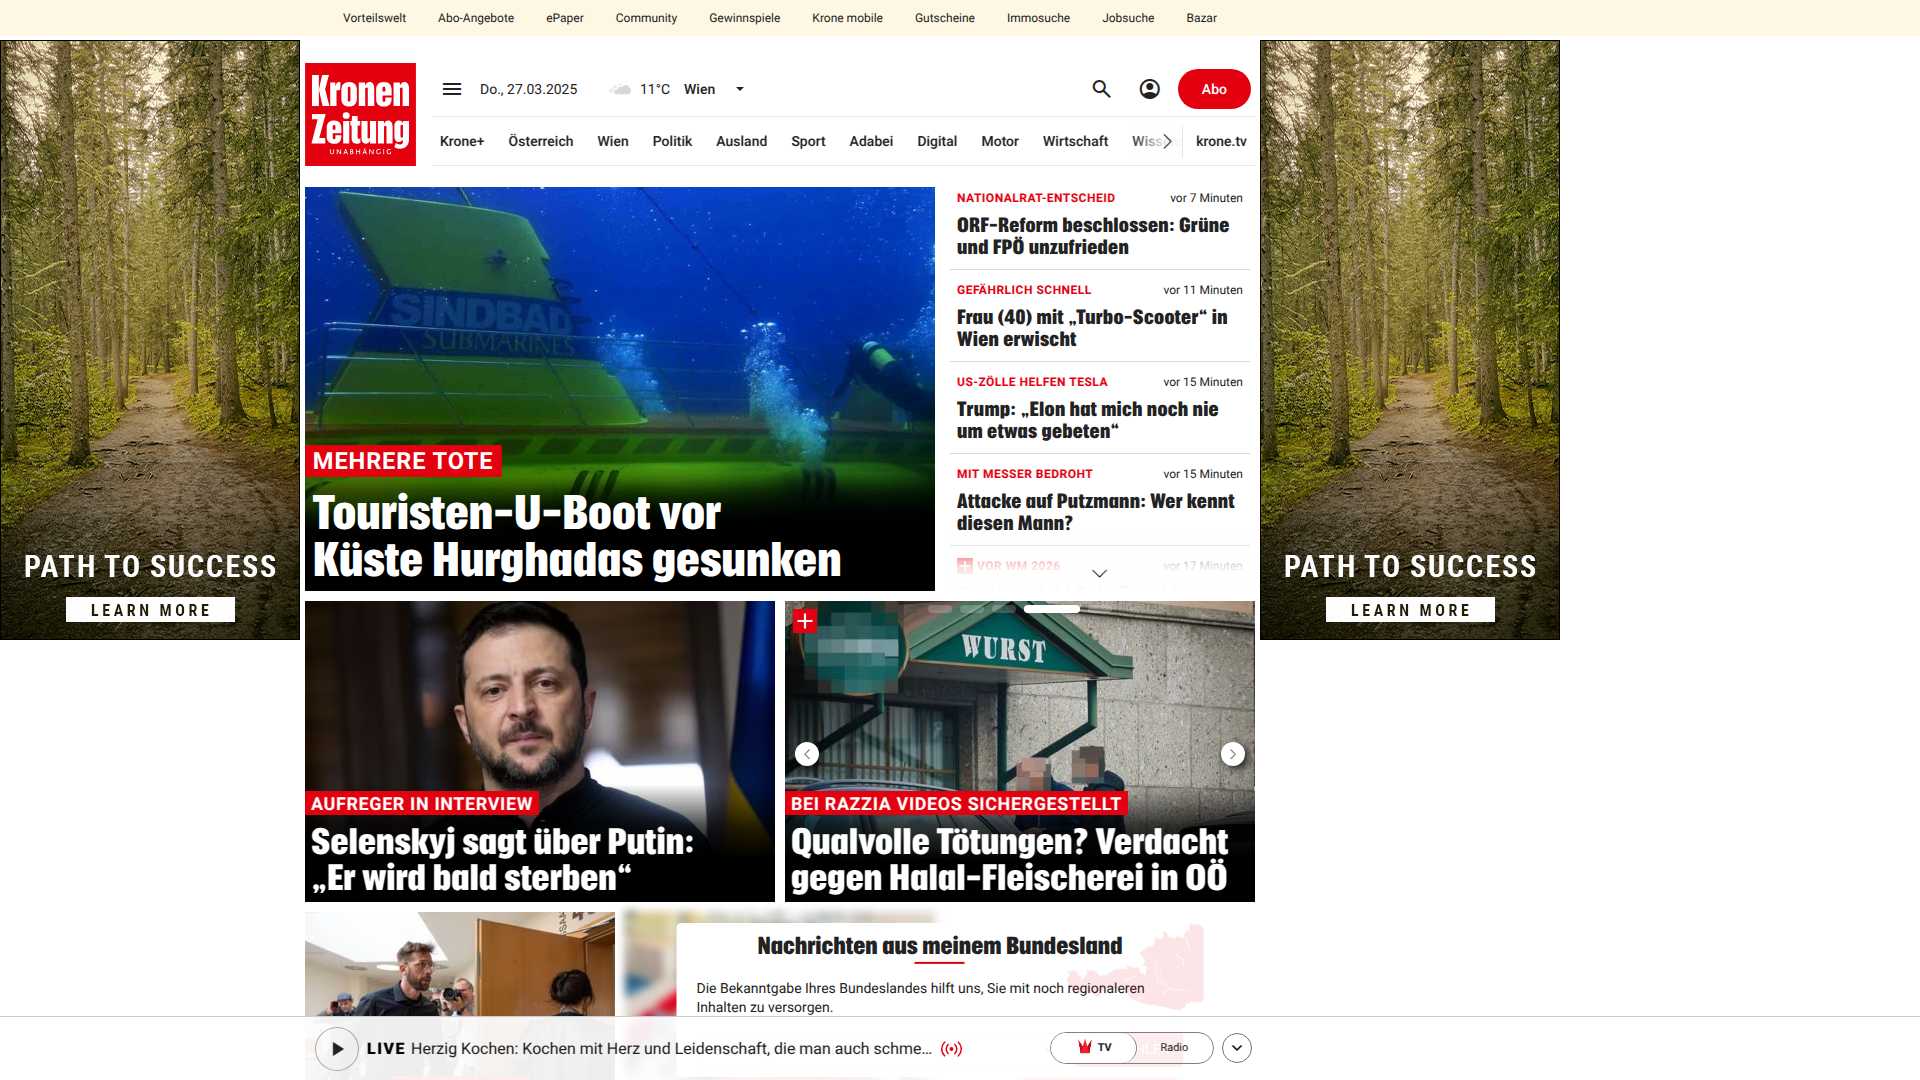 Vorteilswelt Abo-Angebote ePaper Community Gewinnspiele Krone mobile Gutscheine Immosuche Jobsuche Bazar
Kronen
Zeitung
UNABHÄNGIG
Do., 27.03.2025 11°C Wien
Abo
Krone+ Österreich Wien Politik Ausland Sport Adabei Digital Motor Wirtschaft Wiss krone.tv
SINDBAD
SUBMARINES
MEHRERE TOTE
Touristen-U-Boot vor
Küste Hurghadas gesunken
NATIONALRAT-ENTSCHEID vor 7 Minuten
ORF-Reform beschlossen: Grüne
und FPÖ unzufrieden
GEFÄHRLICH SCHNELL vor 11 Minuten
Frau (40) mit „Turbo-Scooter“ in
Wien erwischt
US-ZÖLLE HELFEN TESLA vor 15 Minuten
Trump: „Elon hat mich noch nie
um etwas gebeten“
MIT MESSER BEDROHT vor 15 Minuten
Attacke auf Putzmann: Wer kennt
diesen Mann?
VOR WM 2026 vor 17 Minuten
PATH TO SUCCESS
LEARN MORE
PATH TO SUCCESS
LEARN MORE
AUFREGER IN INTERVIEW
Selenskyj sagt über Putin:
„Er wird bald sterben“
WURST
BEI RAZZIA VIDEOS SICHERGESTELLT
Qualvolle Tötungen? Verdacht
gegen Halal-Fleischerei in OÖ
Nachrichten aus meinem Bundesland
Die Bekanntgabe Ihres Bundeslandes hilft uns, Sie mit noch regionaleren
Inhalten zu versorgen.
LIVE Herzig Kochen: Kochen mit Herz und Leidenschaft, die man auch schme...
TV Radio